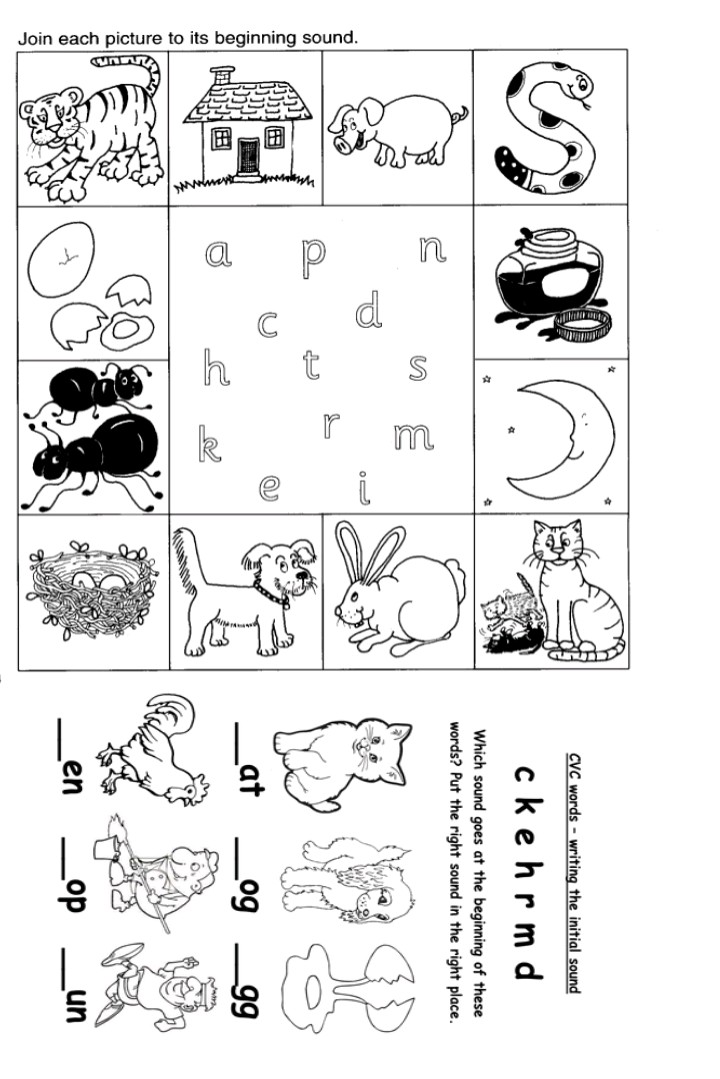 Join each picture to its beginning sound.
a p n
c d
h t s
k r m
e i
CVC words – writing the initial sound
c k e h r m d
Which sound goes at the beginning of these
words? Put the right sound in the right place.
__at __og __gg
__en __op __un